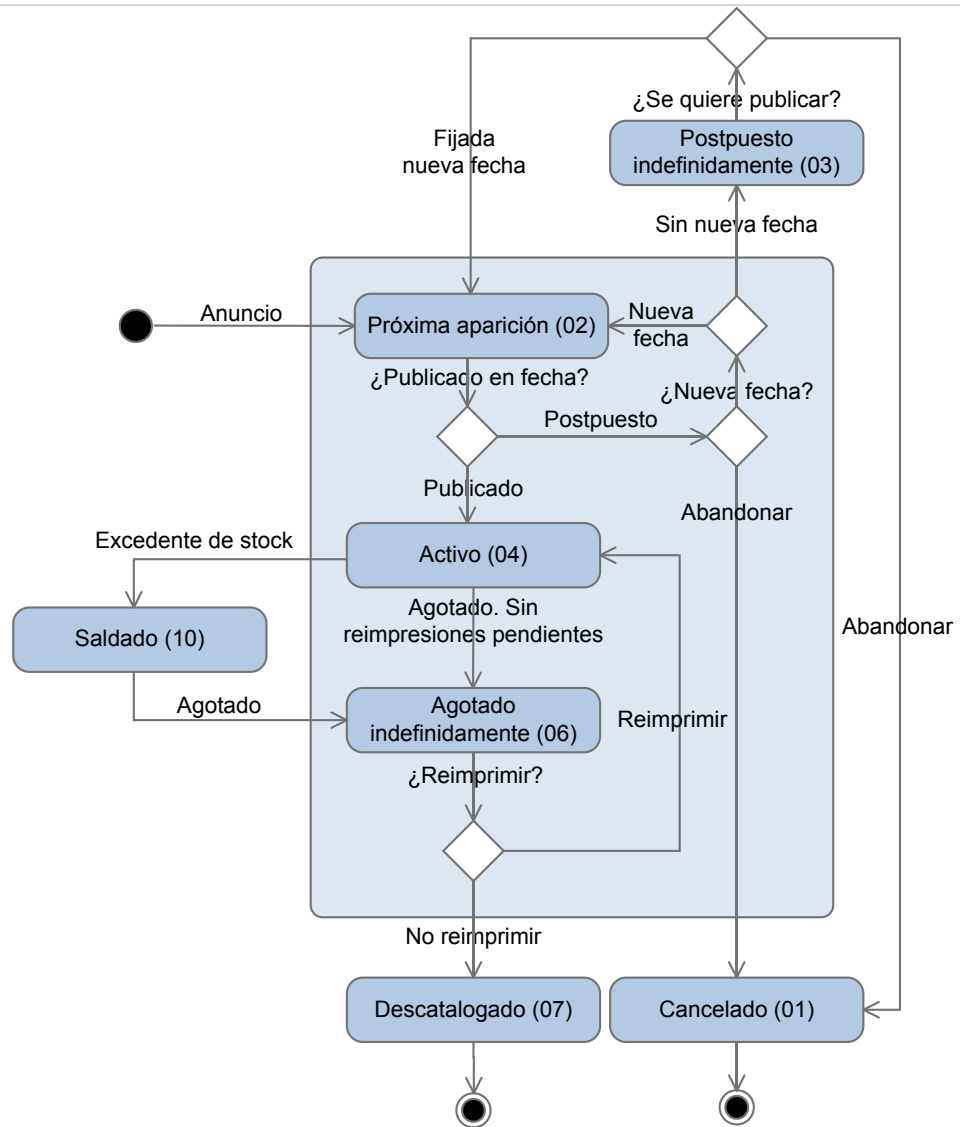 ¿Se quiere publicar?
Postpuesto
indefinidamente (03)
Fijada
nueva fecha
Sin nueva fecha
Anuncio
Próxima aparición (02)
Nueva
fecha
¿Publicado en fecha?
¿Nueva fecha?
Postpuesto
Publicado
Abandonar
Excedente de stock
Activo (04)
Agotado. Sin
reimpresiones pendientes
Saldado (10)
Abandonar
Agotado
Agotado
indefinidamente (06)
Reimprimir
¿Reimprimir?
No reimprimir
Descatalogado (07)
Cancelado (01)